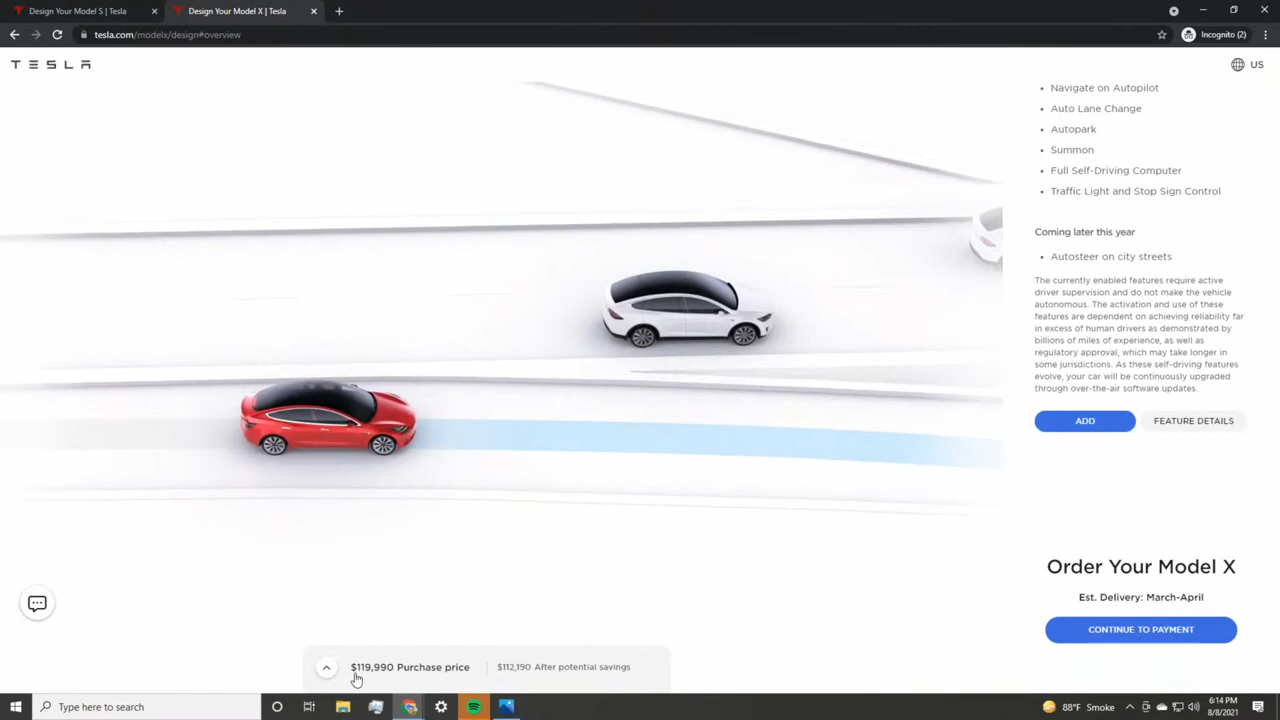 Design Your Model S | Tesla
Design Your Model X | Tesla
tesla.com/modelx/design#overview
Incognito (2)
TESLA
US
Navigate on Autopilot
Auto Lane Change
Autopark
Summon
Full Self-Driving Computer
Traffic Light and Stop Sign Control
Coming later this year
Autosteer on city streets
The currently enabled features require active
driver supervision and do not make the vehicle
autonomous. The activation and use of these
features are dependent on achieving reliability far
in excess of human drivers as demonstrated by
billions of miles of experience, as well as
regulatory approval, which may take longer in
some jurisdictions. As these self-driving features
evolve, your car will be continuously upgraded
through over-the-air software updates.
ADD
FEATURE DETAILS
Order Your Model X
Est. Delivery: March-April
CONTINUE TO PAYMENT
$119,990 Purchase price
$112,190 After potential savings
Type here to search
88°F Smoke
6:14 PM
8/8/2021